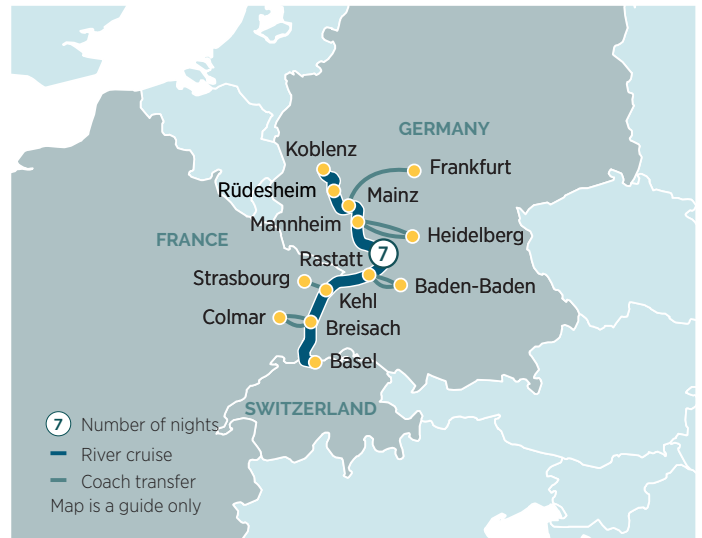 GERMANY
Koblenz
Frankfurt
Rüdesheim
Mainz
Mannheim
Heidelberg
FRANCE
7
Rastatt
Strasbourg
Baden-Baden
Kehl
Colmar
Breisach
Basel
SWITZERLAND
7 Number of nights
River cruise
Coach transfer
Map is a guide only